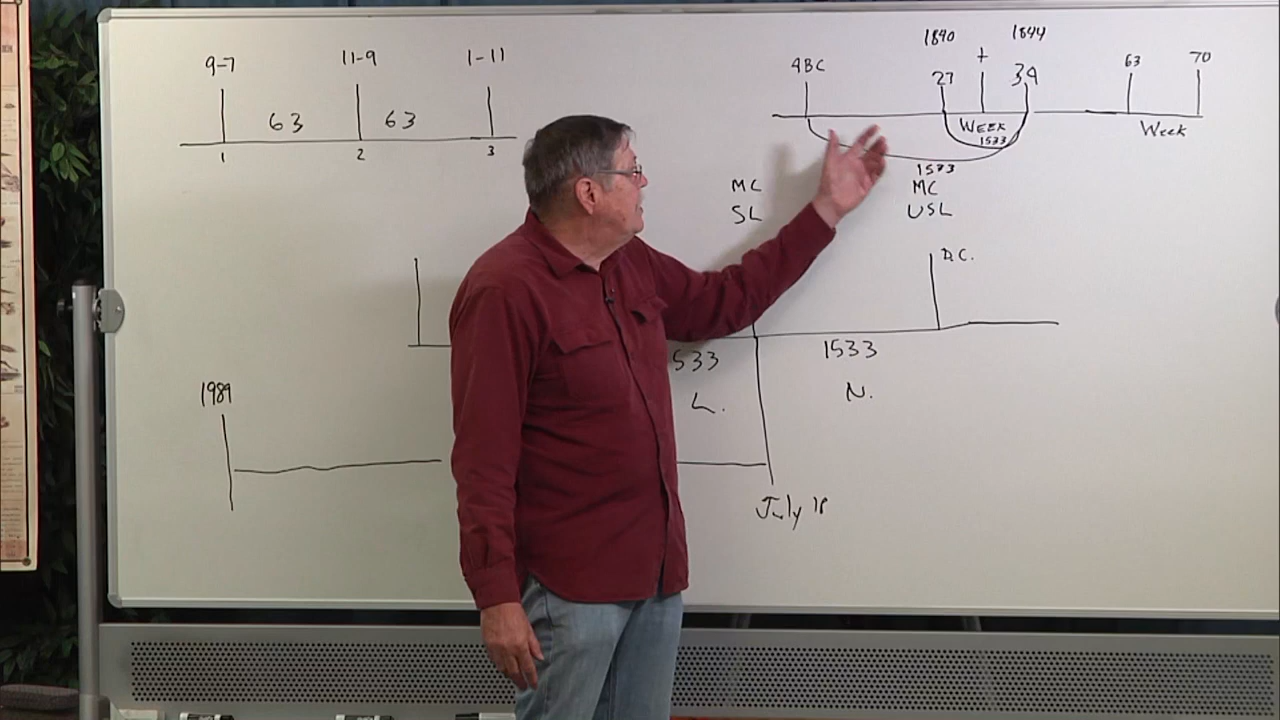 9-7 11-9 1-11
63 63
1 2 3
1840 1844
4BC 27 + 34 63 70
WEEK Week
1533
1533
MC MC
SL USL
D.C.
533 1533
L. N.
1989
July 18